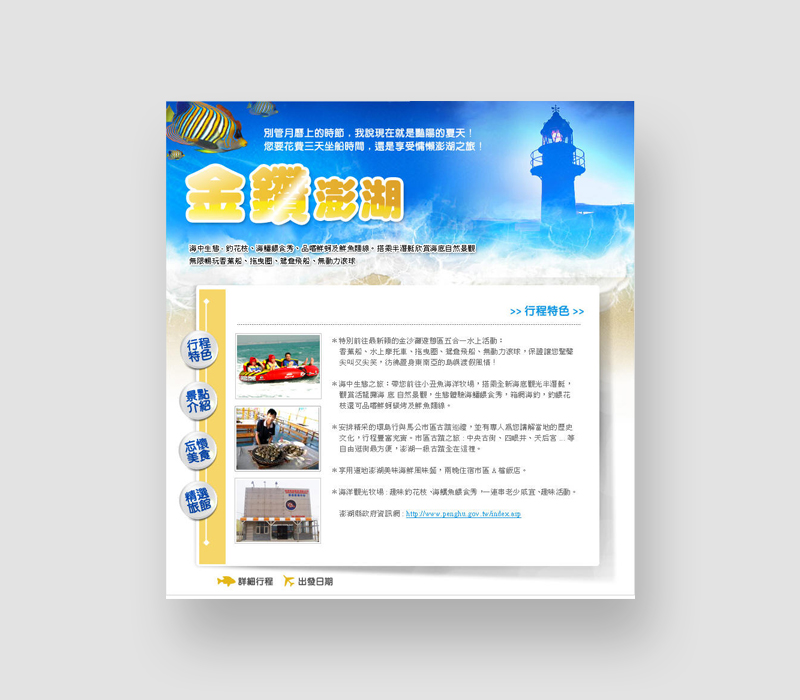 別管月曆上的時節，我說現在就是豔陽的夏天！
您要花費三天坐船時間，還是享受慵懶澎湖之旅！
金鑽澎湖
海中生態、釣花枝、海鱺餵食秀、品嚐鮮蚵及鮮魚麵線。搭乘半潛艇欣賞海底自然景觀
無限暢玩香蕉船、拖曳圈、鴛鴦飛船、無動力滾球
>> 行程特色 >>
行程
特色
景點
介紹
忘懷
美食
精選
旅館
＊特別前往最新穎的金沙灣遊憩區五合一水上活動：
香蕉船、水上摩托車、拖曳圈、鴛鴦飛船、無動力滾球，保證讓您驚聲
尖叫又尖笑，彷彿置身東南亞的島嶼渡假風情！
＊海中生態之旅：帶您前往小丑魚海洋牧場，搭乘全新海底觀光半潛艇，
觀賞活龍魔海 底 自然景觀，生態體驗海鱺餵食秀，箱網海釣，釣餵花
枝還可品嚐鮮蚵碳烤及鮮魚麵線。
＊安排精采的環島行與馬公市區古蹟巡禮，並有專人為您講解當地的歷史
文化，行程豐富充實。市區古蹟之旅：中央古街、四眼井、天后宮 ... 等
自由逛街最方便，澎湖一級古蹟全在這裡。
＊享用道地澎湖美味海鮮風味餐，兩晚住宿市區 A 檔飯店。
＊海洋觀光牧場：趣味釣花枝、海鱺魚餵食秀，一連串老少咸宜、趣味活動。
澎湖縣政府資訊網：http://www.penghu.gov.tw/index.asp
詳細行程
出發日期